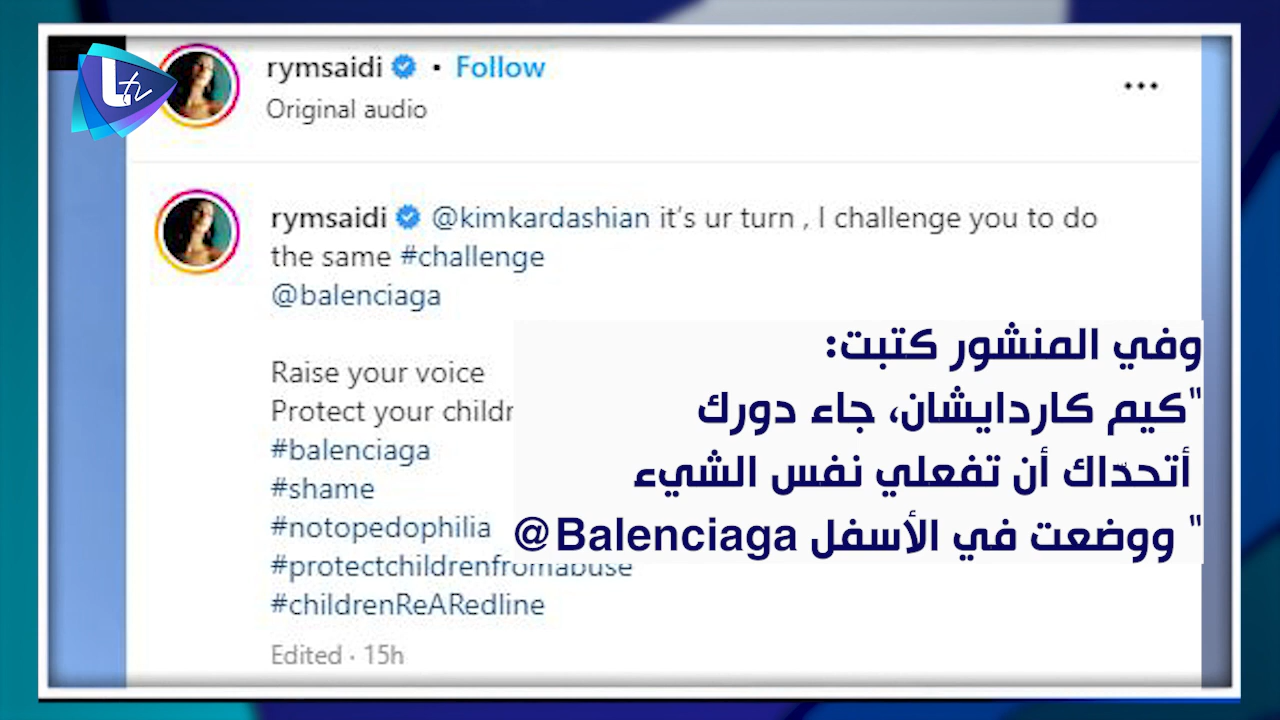 Ltv
rymsaidi • Follow
Original audio
rymsaidi @kimkardashian it's ur turn , I challenge you to do
the same #challenge
@balenciaga
Raise your voice
Protect your childr
#balenciaga
#shame
#notopedophilia
#protectchildrenfromabuse
#childrenReARedline
Edited · 15h
وفي المنشور كتبت:
"كيم كاردايشان، جاء دورك
أتحداك أن تفعلي نفس الشيء
" ووضعت في الأسفل Balenciaga@